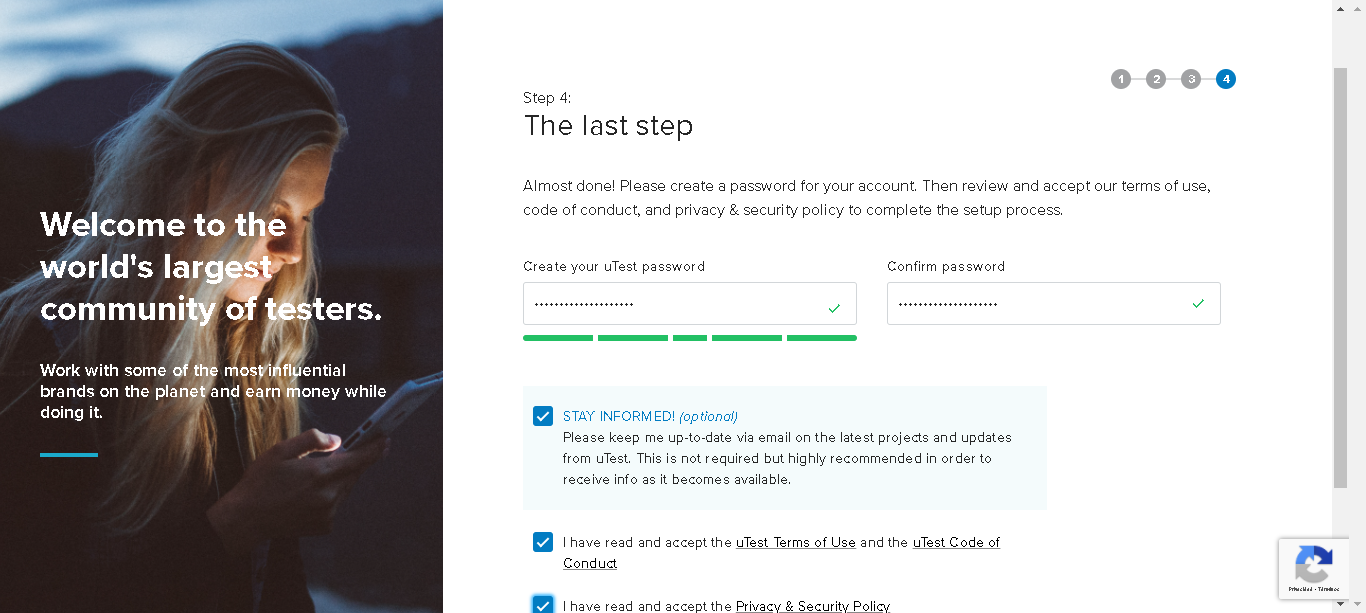 Welcome to the
world's largest
community of testers.
Work with some of the most influential
brands on the planet and earn money while
doing it.
1 2 3 4
Step 4:
The last step
Almost done! Please create a password for your account. Then review and accept our terms of use,
code of conduct, and privacy & security policy to complete the setup process.
Create your uTest password
Confirm password
STAY INFORMED! (optional)
Please keep me up-to-date via email on the latest projects and updates
from uTest. This is not required but highly recommended in order to
receive info as it becomes available.
I have read and accept the uTest Terms of Use and the uTest Code of
Conduct
I have read and accept the Privacy & Security Policy